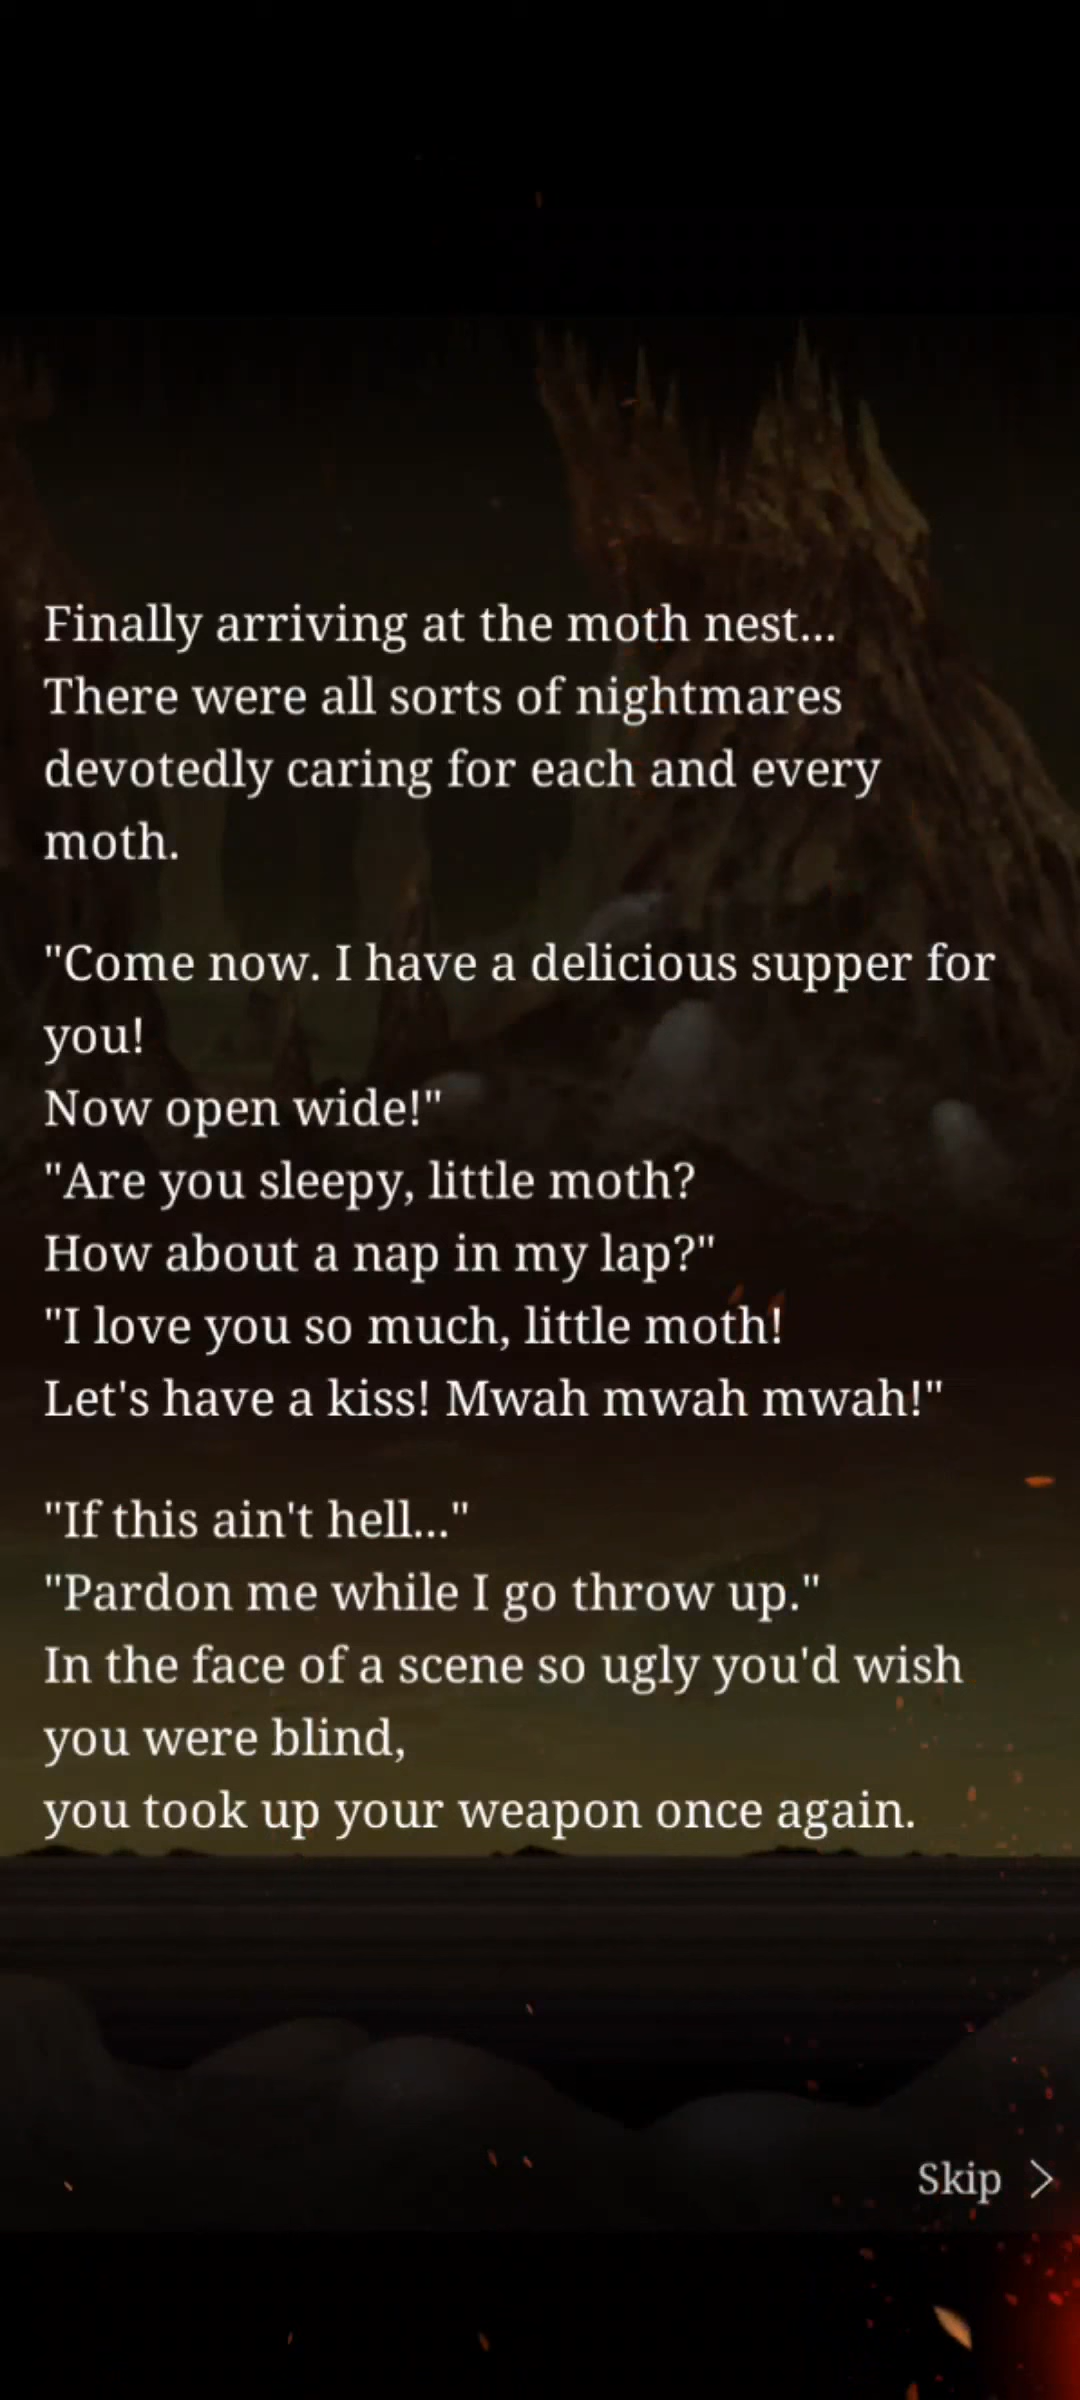 Finally arriving at the moth nest...
There were all sorts of nightmares
devotedly caring for each and every
moth.
"Come now. I have a delicious supper for
you!
Now open wide!"
"Are you sleepy, little moth?
How about a nap in my lap?"
"I love you so much, little moth!
Let's have a kiss! Mwah mwah mwah!"
"If this ain't hell..."
"Pardon me while I go throw up."
In the face of a scene so ugly you'd wish
you were blind,
you took up your weapon once again.
Skip